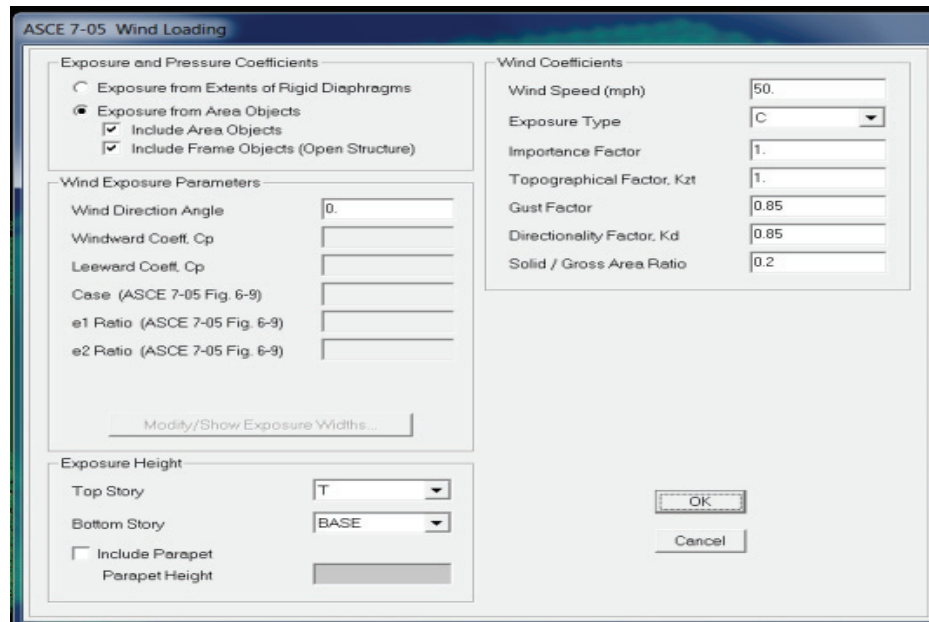 ASCE 7-05 Wind Loading
Exposure and Pressure Coefficients
Exposure from Extents of Rigid Diaphragms
Exposure from Area Objects
Include Area Objects
Include Frame Objects (Open Structure)
Wind Exposure Parameters
Wind Direction Angle 0.
Windward Coeff, Cp
Leeward Coeff, Cp
Case (ASCE 7-05 Fig. 6-9)
e1 Ratio (ASCE 7-05 Fig. 6-9)
e2 Ratio (ASCE 7-05 Fig. 6-9)
Modify/Show Exposure Widths...
Exposure Height
Top Story T
Bottom Story BASE
Include Parapet
Parapet Height
Wind Coefficients
Wind Speed (mph) 50.
Exposure Type C
Importance Factor 1.
Topographical Factor, Kzt 1.
Gust Factor 0.85
Directionality Factor, Kd 0.85
Solid / Gross Area Ratio 0.2
OK
Cancel